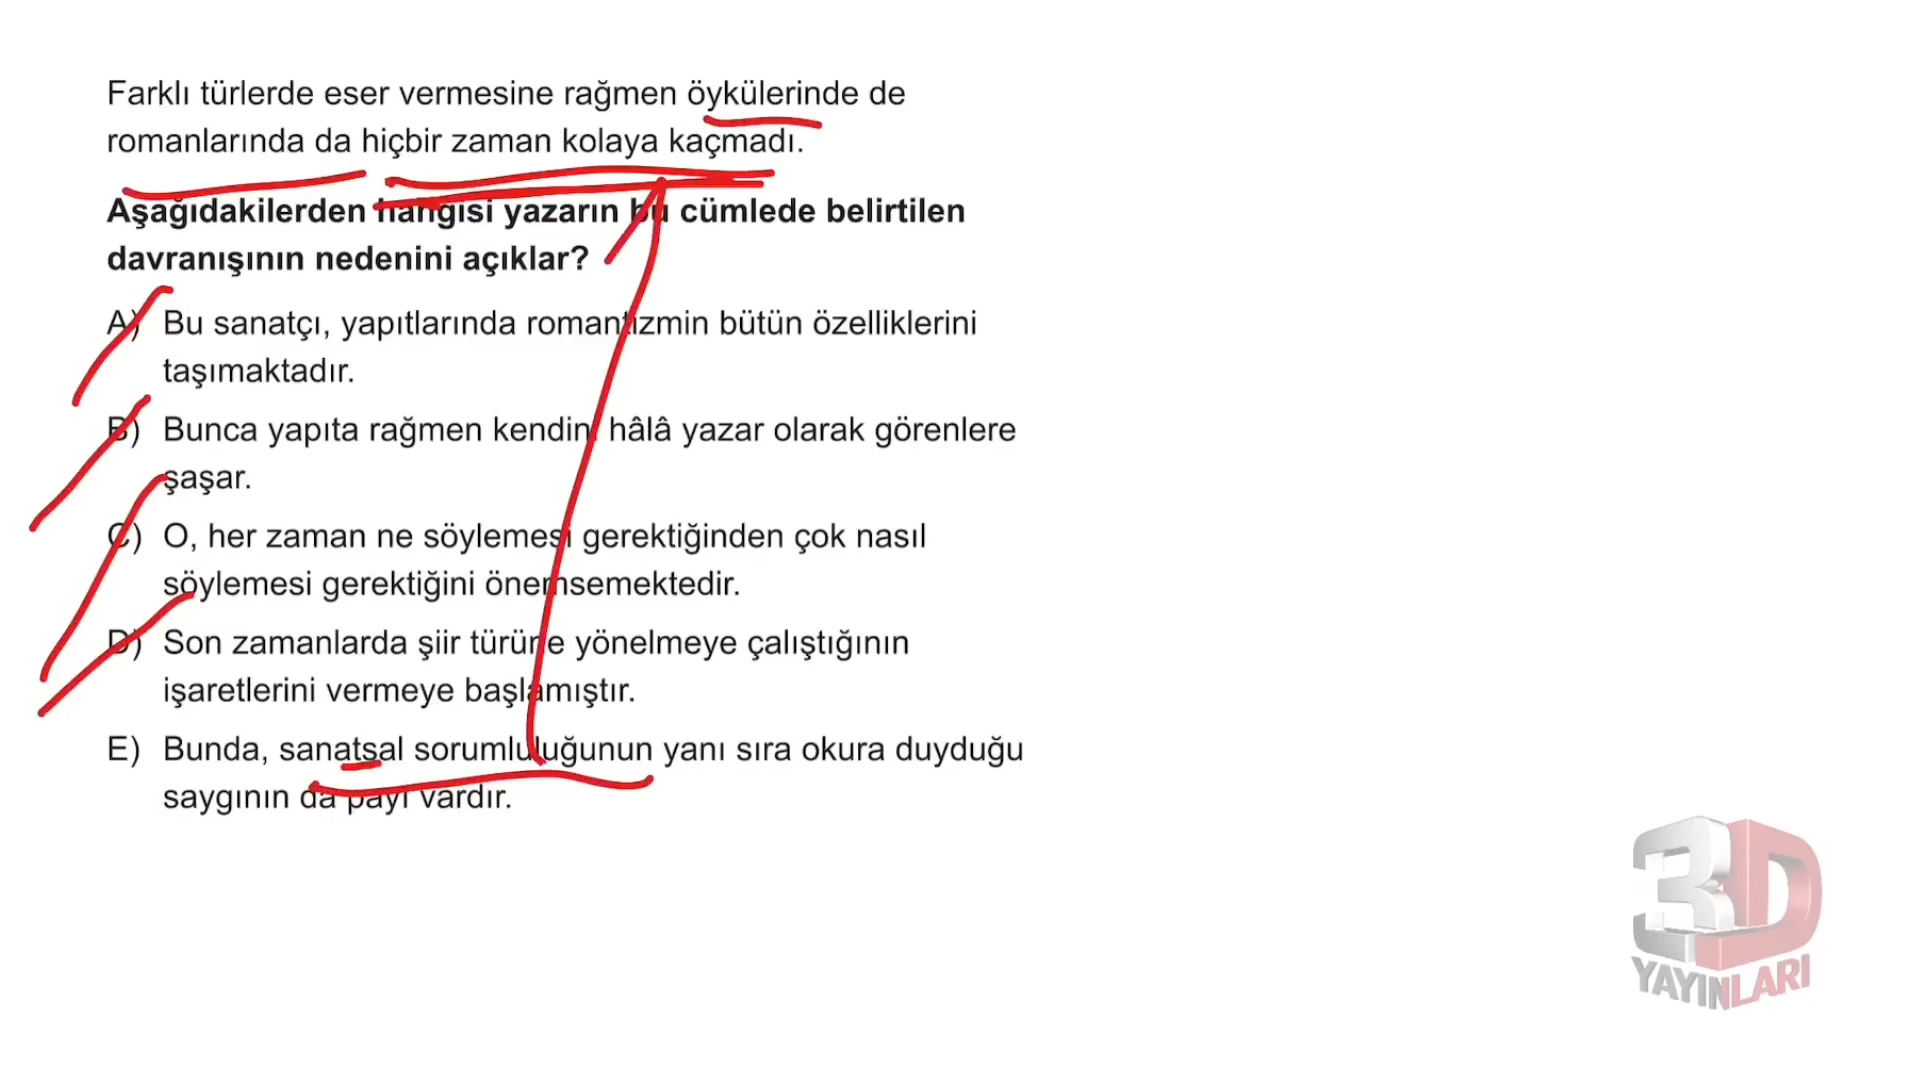 Farklı türlerde eser vermesine rağmen öykülerinde de
romanlarında da hiçbir zaman kolaya kaçmadı.
Aşağıdakilerden hangisi yazarın bu cümlede belirtilen
davranışının nedenini açıklar?
A) Bu sanatçı, yapıtlarında romantizmin bütün özelliklerini
taşımaktadır.
B) Bunca yapıta rağmen kendini hâlâ yazar olarak görenlere
şaşar.
C) O, her zaman ne söylemesi gerektiğinden çok nasıl
söylemesi gerektiğini önemsemektedir.
D) Son zamanlarda şiir türüne yönelmeye çalıştığının
işaretlerini vermeye başlamıştır.
E) Bunda, sanatsal sorumluluğunun yanı sıra okura duyduğu
saygının da payı vardır.
3D
YAYINLARI